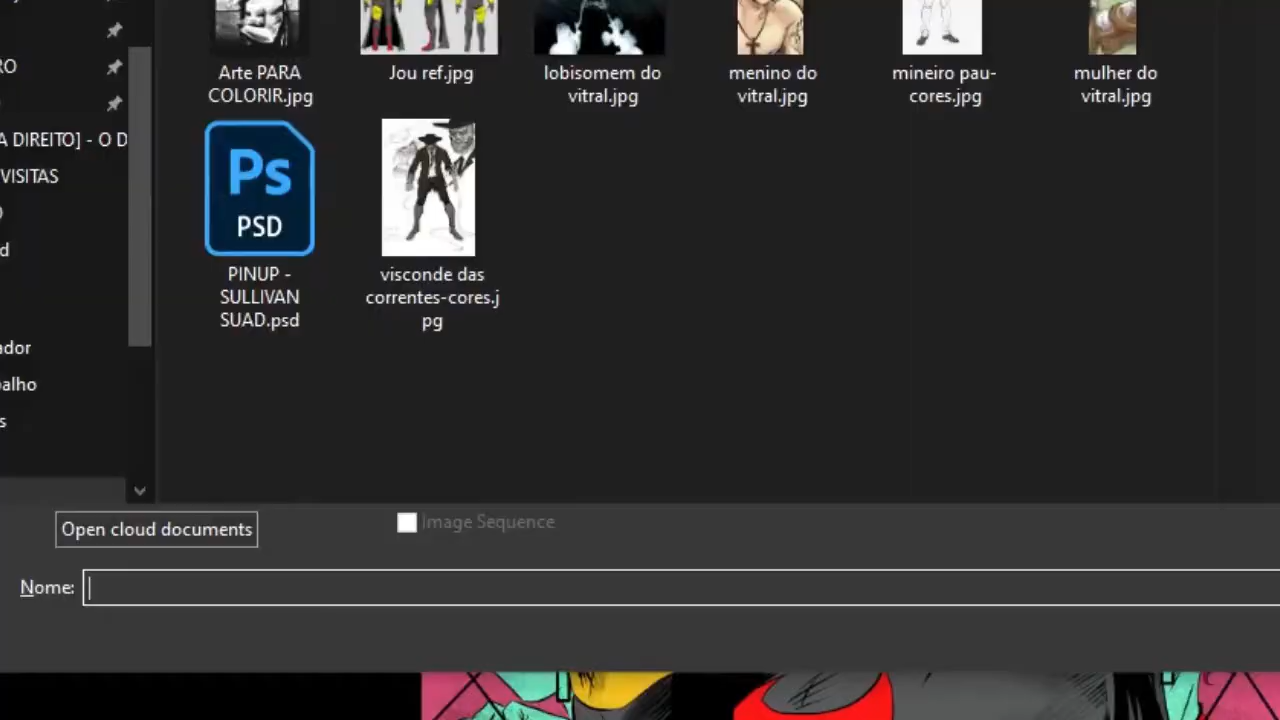 Arte PARA
COLORIR.jpg
Jou ref.jpg
lobisomem do
vitral.jpg
menino do
vitral.jpg
mineiro pau-
cores.jpg
mulher do
vitral.jpg
RO
A DIREITO] - O D
VISITAS
d
ador
balho
s
Ps
PSD
PINUP -
SULLIVAN
SUAD.psd
visconde das
correntes-cores.j
pg
Open cloud documents
Image Sequence
Nome: